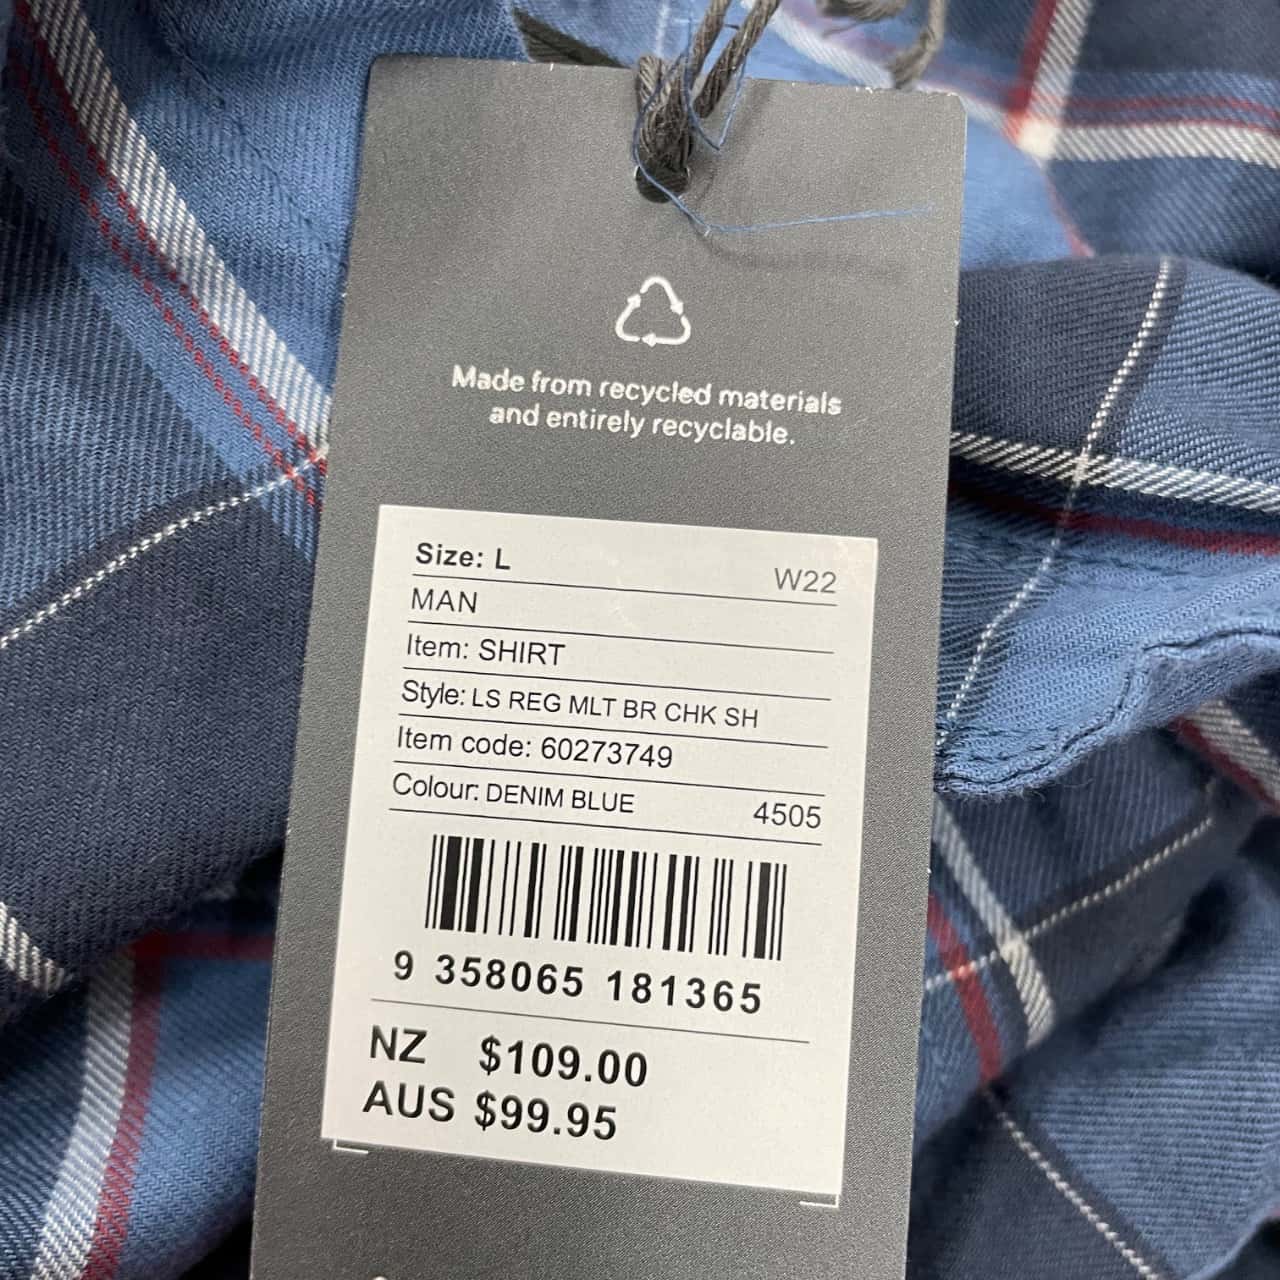 Made from recycled materials
and entirely recyclable.
Size: L W22
MAN
Item: SHIRT
Style: LS REG MLT BR CHK SH
Item code: 60273749
Colour: DENIM BLUE 4505
9 358065 181365
NZ $109.00
AUS $99.95